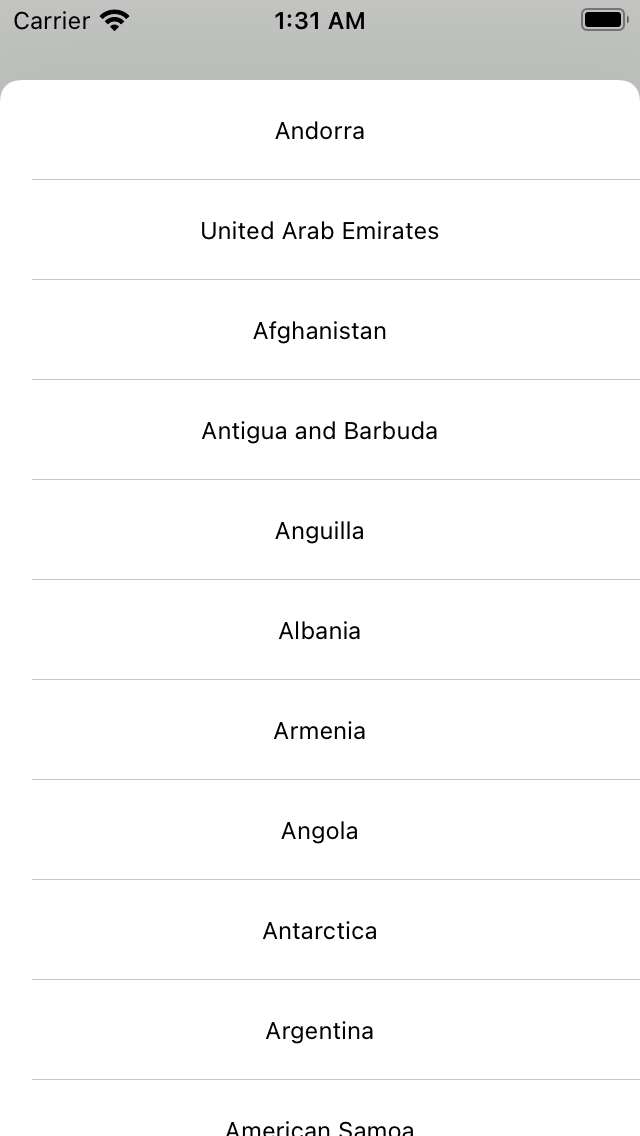 Carrier 1:31 AM
Andorra
United Arab Emirates
Afghanistan
Antigua and Barbuda
Anguilla
Albania
Armenia
Angola
Antarctica
Argentina
American Samoa